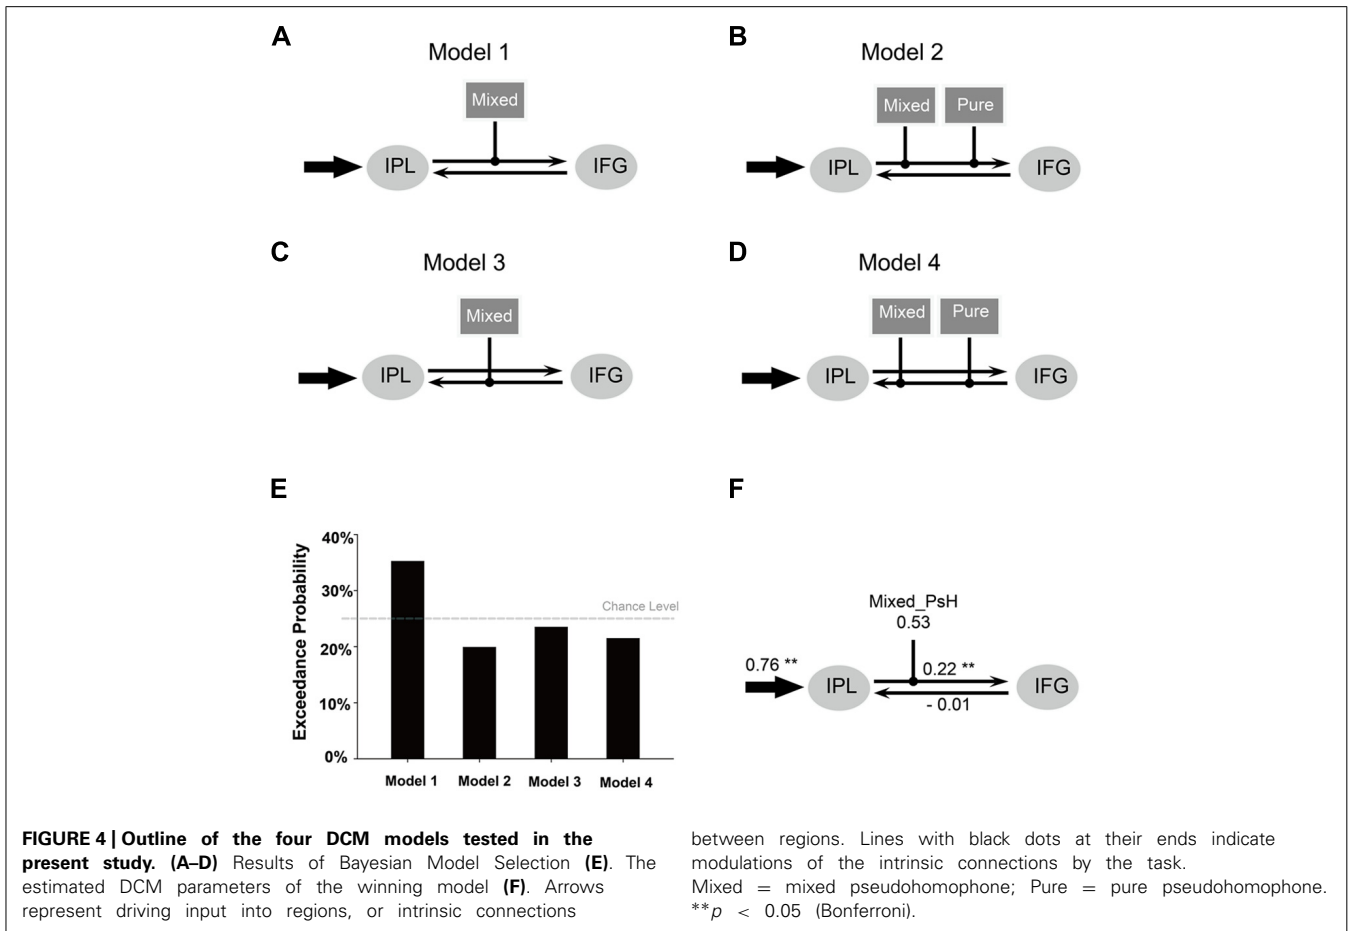 A
Model 1
Mixed
IPL
IFG
B
Model 2
Mixed
Pure
IPL
IFG
C
Model 3
Mixed
IPL
IFG
D
Model 4
Mixed
Pure
IPL
IFG
E
Exceedance Probability
40%
30%
20%
10%
0%
Chance Level
Model 1
Model 2
Model 3
Model 4
F
Mixed_PsH
0.53
0.76 **
IPL
0.22 **
- 0.01
IFG
FIGURE 4 | Outline of the four DCM models tested in the
present study. (A–D) Results of Bayesian Model Selection (E). The
estimated DCM parameters of the winning model (F). Arrows
represent driving input into regions, or intrinsic connections
between regions. Lines with black dots at their ends indicate
modulations of the intrinsic connections by the task.
Mixed = mixed pseudohomophone; Pure = pure pseudohomophone.
**p < 0.05 (Bonferroni).